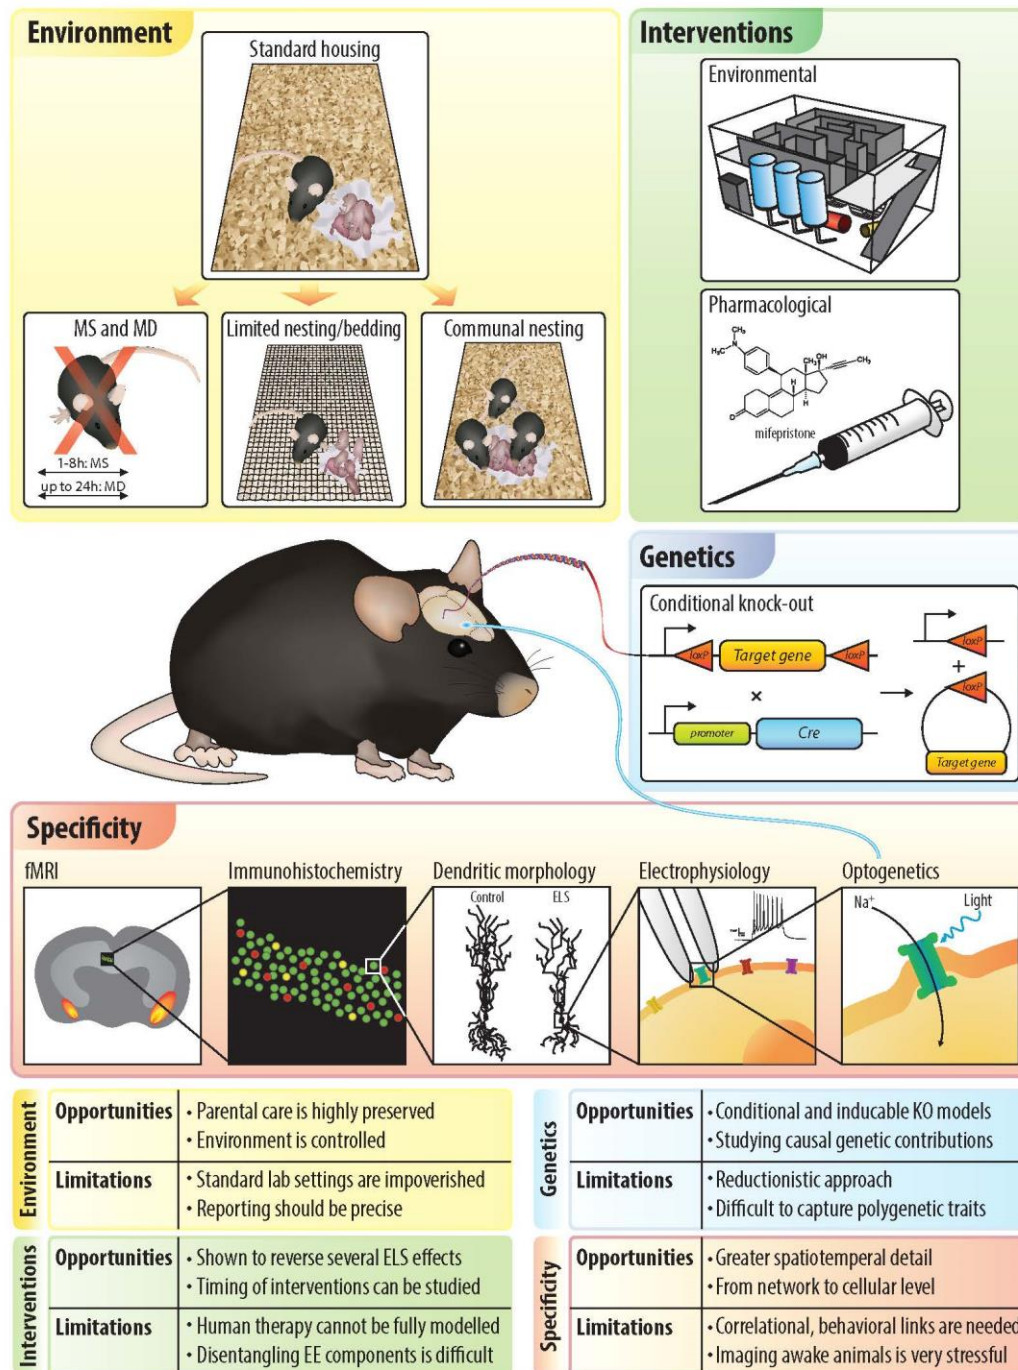 Environment
Standard housing
MS and MD
1-8h: MS
up to 24h: MD
Limited nesting/bedding
Communal nesting
Interventions
Environmental
Pharmacological
H₃C
N
H₃C
CH₃
OH
CH₃
H
H
H
O
mifepristone
Genetics
Conditional knock-out
loxP
Target gene
loxP
×
promoter
Cre
loxP
+
loxP
Target gene
Specificity
fMRI
Immunohistochemistry
Dendritic morphology
Control
ELS
Electrophysiology
Optogenetics
Na⁺
Light
Environment
Opportunities
• Parental care is highly preserved
• Environment is controlled
Limitations
• Standard lab settings are impoverished
• Reporting should be precise
Interventions
Opportunities
• Shown to reverse several ELS effects
• Timing of interventions can be studied
Limitations
• Human therapy cannot be fully modelled
• Disentangling EE components is difficult
Genetics
Opportunities
• Conditional and inducable KO models
• Studying causal genetic contributions
Limitations
• Reductionistic approach
• Difficult to capture polygenetic traits
Specificity
Opportunities
• Greater spatiotemporal detail
• From network to cellular level
Limitations
• Correlational, behavioral links are needed
• Imaging awake animals is very stressful